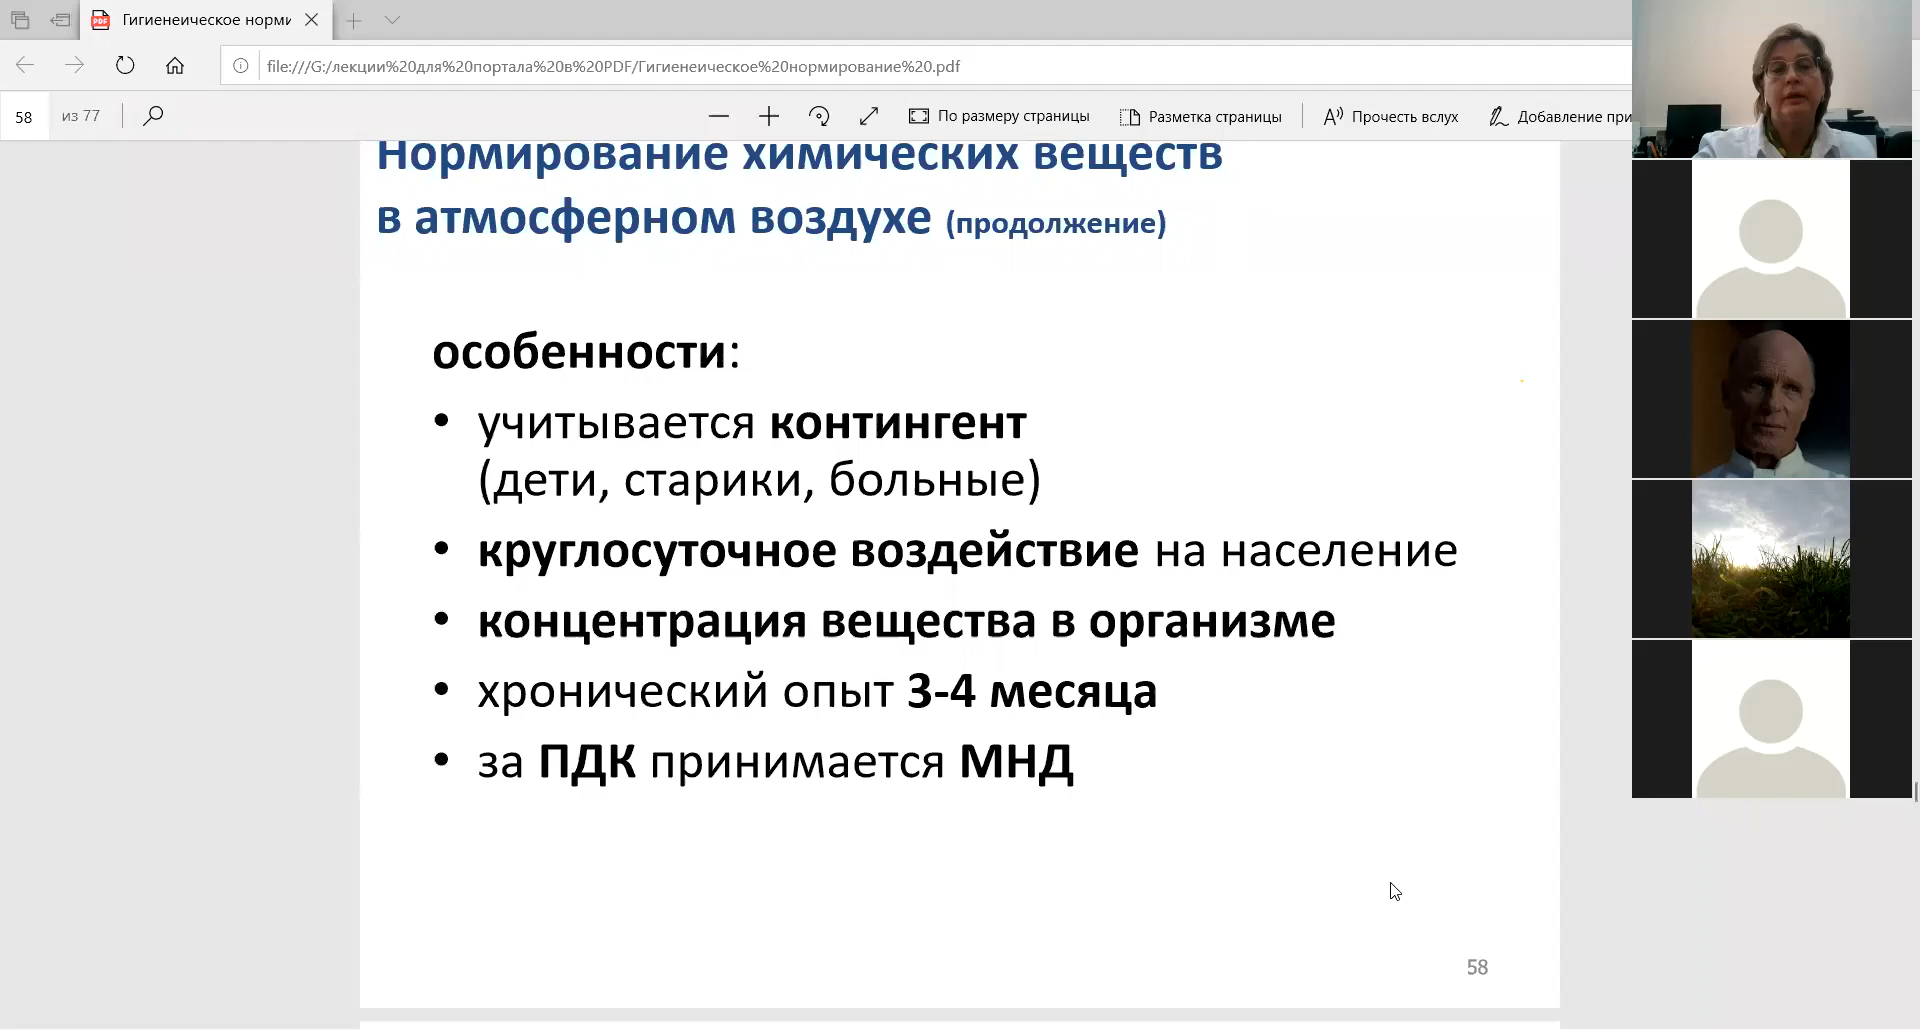 Гигиенеическое норми
file:///G:/лекции%20для%20портала%20в%20PDF/Гигиенеическое%20нормирование%20.pdf
58 из 77
По размеру страницы
Разметка страницы
Прочесть вслух
Добавление при
Нормирование химических веществ
в атмосферном воздухе (продолжение)
особенности:
• учитывается контингент
(дети, старики, больные)
• круглосуточное воздействие на население
• концентрация вещества в организме
• хронический опыт 3-4 месяца
• за ПДК принимается МНД
58